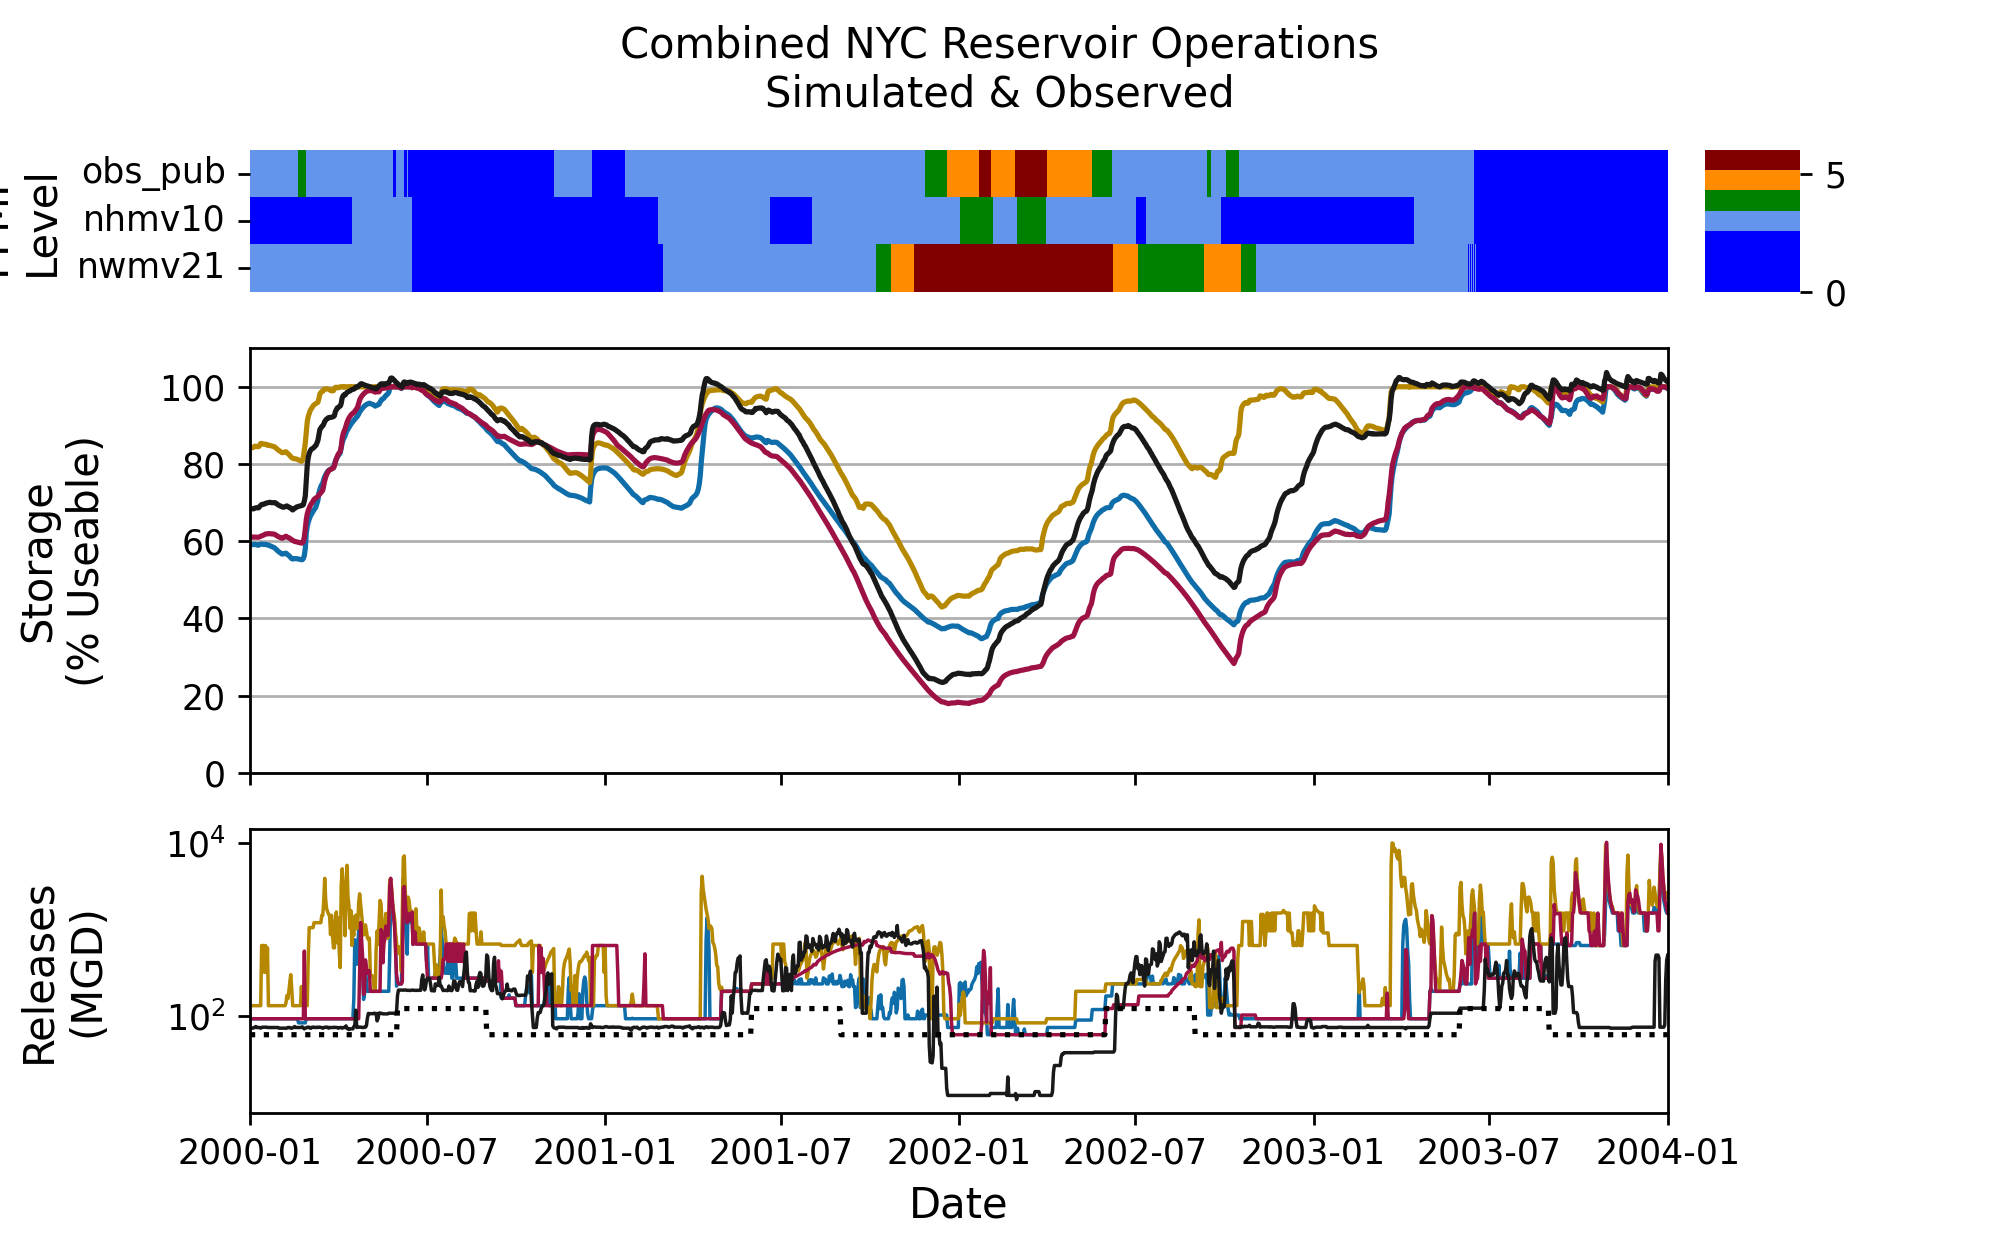 Combined NYC Reservoir Operations
Simulated & Observed
Level
obs_pub
nhmv10
nwmv21
5
0
Storage
(% Useable)
100
80
60
40
20
0
Releases
(MGD)
10^4
10^2
2000-01 2000-07 2001-01 2001-07 2002-01 2002-07 2003-01 2003-07 2004-01
Date